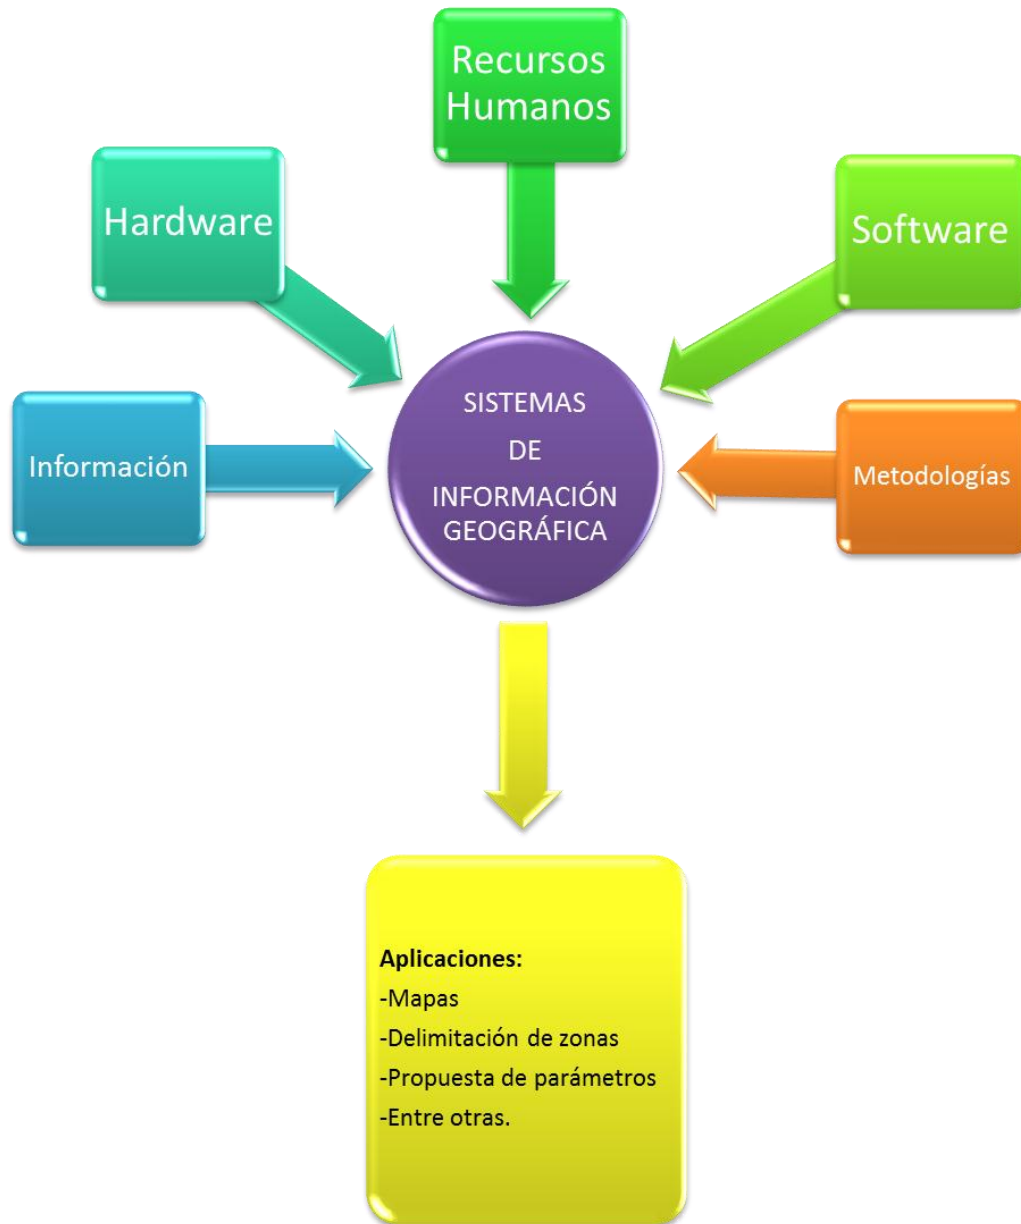 Recursos
Humanos
Hardware
Software
Información
SISTEMAS
DE
INFORMACIÓN
GEOGRÁFICA
Metodologías
Aplicaciones:
-Mapas
-Delimitación de zonas
-Propuesta de parámetros
-Entre otras.